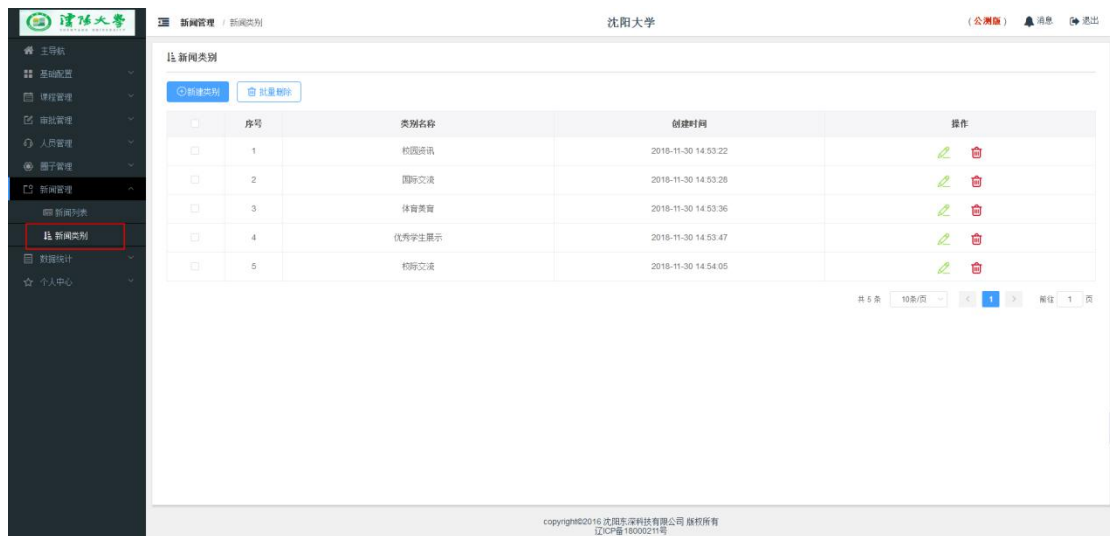 沈阳大学
SHENYANG UNIVERSITY
新闻管理 / 新闻类别
沈阳大学
(公测版)
消息
退出
主导航
基础配置
课程管理
审批管理
人员管理
圈子管理
新闻管理
新闻列表
新闻类别
数据统计
个人中心
新闻类别
新建类别 批量删除
序号 类别名称 创建时间 操作
1 校园资讯 2018-11-30 14:53:22
2 国际交流 2018-11-30 14:53:28
3 体育美育 2018-11-30 14:53:36
4 优秀学生展示 2018-11-30 14:53:47
5 校际交流 2018-11-30 14:54:05
共 5 条 10条/页 < 1 > 前往 1 页
copyright©2016 沈阳东深科技有限公司 版权所有
辽ICP备18000211号